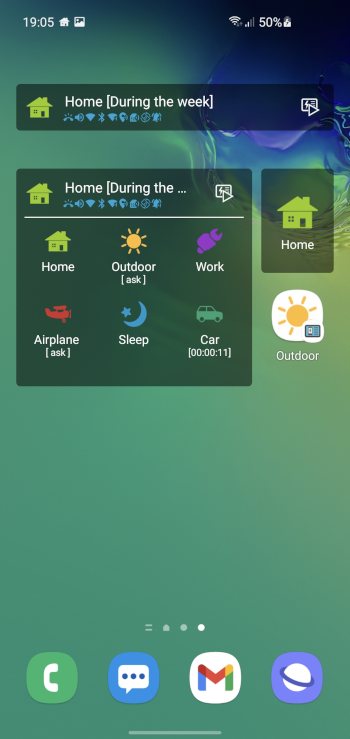 19:05
50%
Home [During the week]
Home [During the ...
Home
Outdoor
[ ask ]
Work
Home
Airplane
[ ask ]
Sleep
Car
[00:00:11]
Outdoor